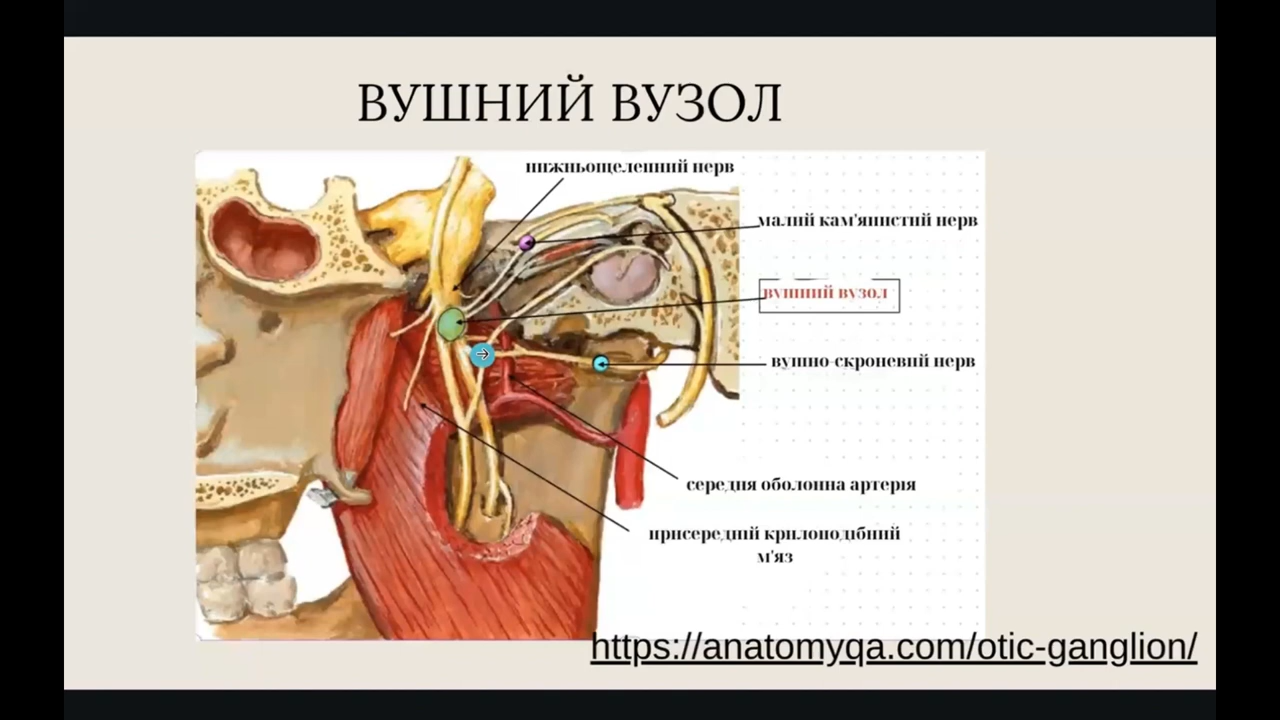 ВУШНИЙ ВУЗОЛ
нижньощелепний нерв
малий кам'янистий нерв
вушний вузол
вушно-скроневий нерв
середня оболонна артерія
присередній крилоподібний
м'яз
https://anatomyqa.com/otic-ganglion/